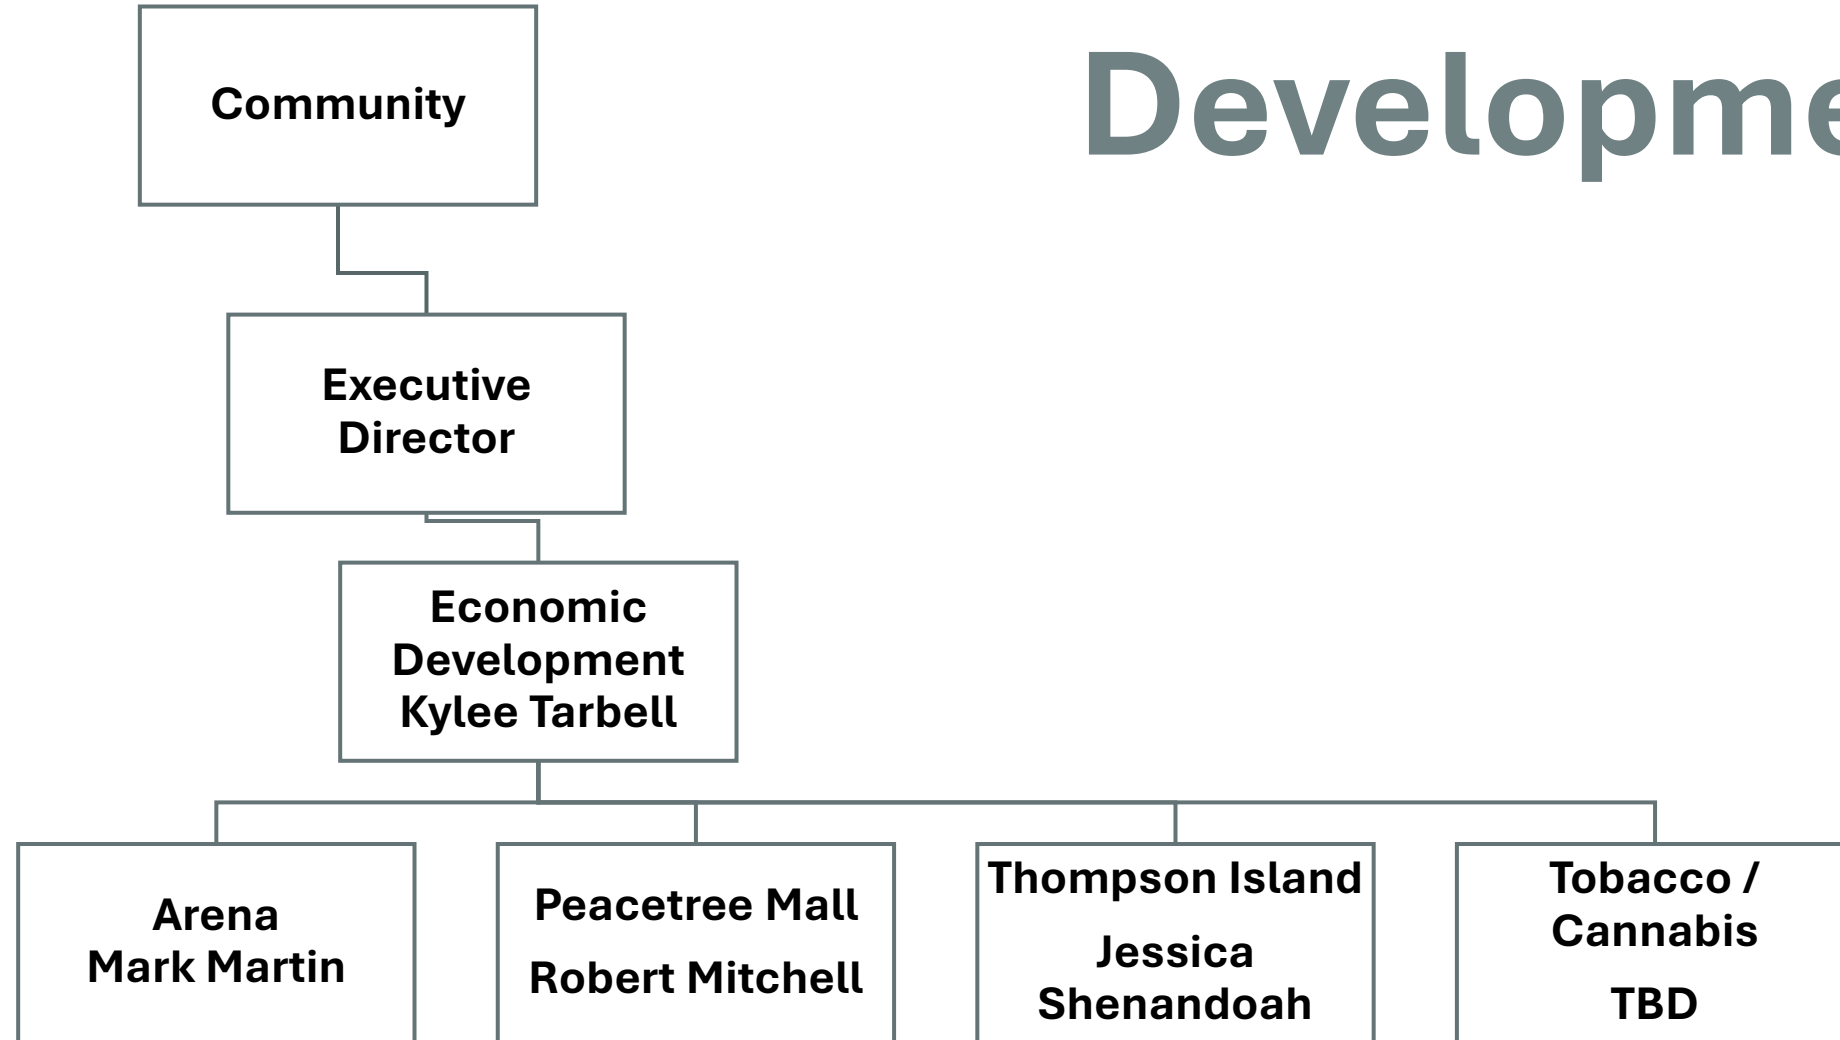 Community
Developme
Executive
Director
Economic
Development
Kylee Tarbell
Arena
Mark Martin
Peacetree Mall
Robert Mitchell
Thompson Island
Jessica
Shenandoah
Tobacco /
Cannabis
TBD